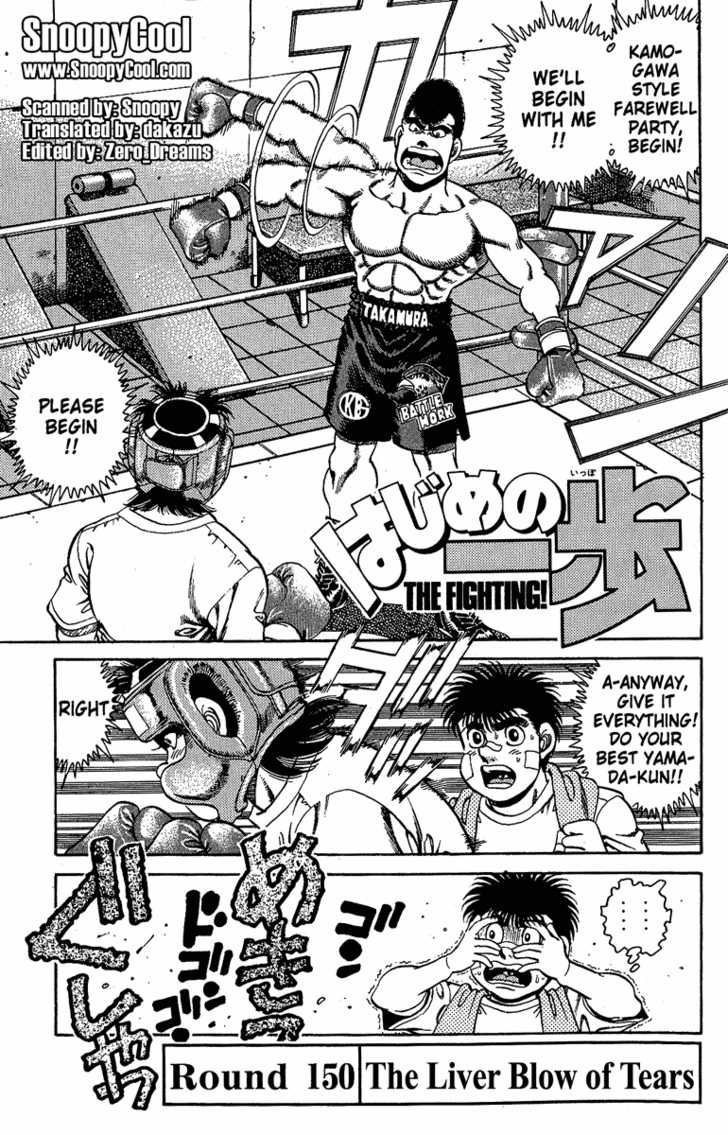 SnoopyCool
www.SnoopyCool.com
Scanned by: Snoopy
Translated by: dakazu
Edited by: Zero_Dreams
カ
ア
ン
KAMO-
GAWA
STYLE
FAREWELL
PARTY,
BEGIN!
WE'LL
BEGIN
WITH ME
!!
TAKAMURA
KBG
BATTLE
WORK
PLEASE
BEGIN
!!
はじめの一歩
いっぽ
THE FIGHTING!
A-ANYWAY,
GIVE IT
EVERYTHING!
DO YOUR
BEST YAMA-
DA-KUN!!
RIGHT
......
ゴン
めきっ
ドゴゴン
ぐしゃっ
Round 150
The Liver Blow of Tears